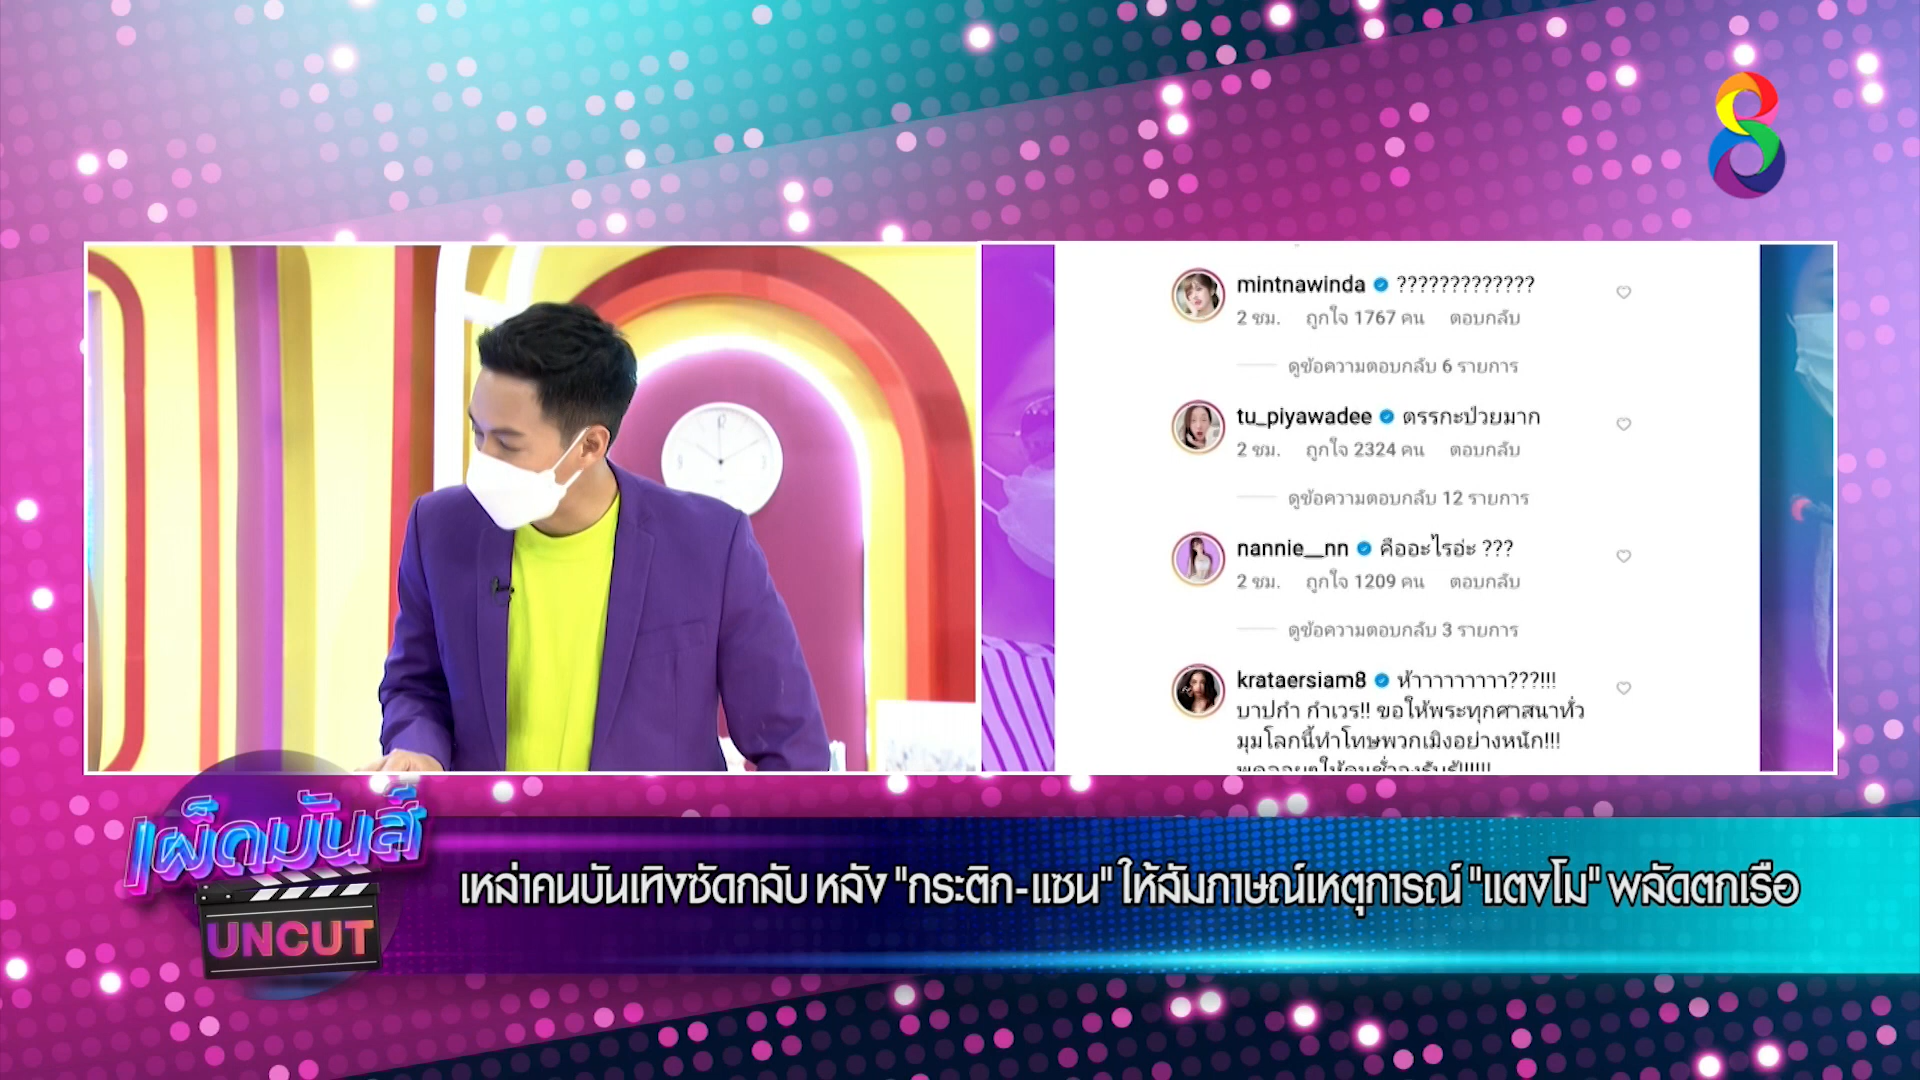 8
mintnawinda ?????????????
2 ชม. ถูกใจ 1767 คน ตอบกลับ
ดูข้อความตอบกลับ 6 รายการ
tu_piyawadee ตรรกะป่วยมาก
2 ชม. ถูกใจ 2324 คน ตอบกลับ
ดูข้อความตอบกลับ 12 รายการ
nannie__nn คืออะไรอ่ะ ???
2 ชม. ถูกใจ 1209 คน ตอบกลับ
ดูข้อความตอบกลับ 3 รายการ
krataersiam8 ห้าาาาาาาาา???!!!
บาปกำ กำเวร!! ขอให้พระทุกศาสนาทั่ว
มุมโลกนี้ทำโทษพวกเมิงอย่างหนัก!!!
เผ็ดมันส์
UNCUT
เหล่าคนบันเทิงซัดกลับ หลัง "กระติก-แซน" ให้สัมภาษณ์เหตุการณ์ "แตงโม" พลัดตกเรือ